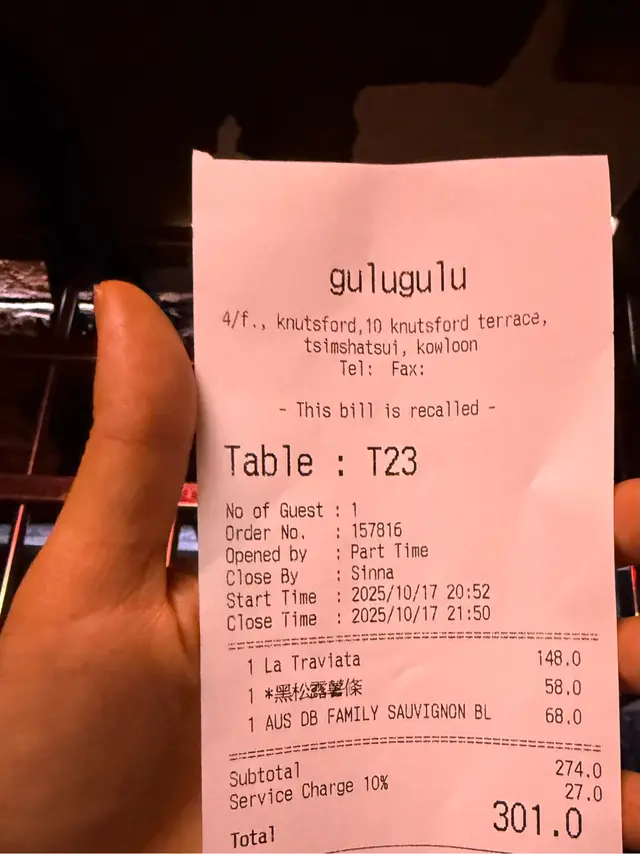 gulugulu
4/f., knutsford,10 knutsford terrace,
tsimshatsui, kowloon
Tel: Fax:
- This bill is recalled -
Table : T23
No of Guest : 1
Order No. : 157816
Opened by : Part Time
Close By : Sinna
Start Time : 2025/10/17 20:52
Close Time : 2025/10/17 21:50
1 La Traviata 148.0
1 *黑松露薯條 58.0
1 AUS DB FAMILY SAUVIGNON BL 68.0
Subtotal 274.0
Service Charge 10% 27.0
Total 301.0